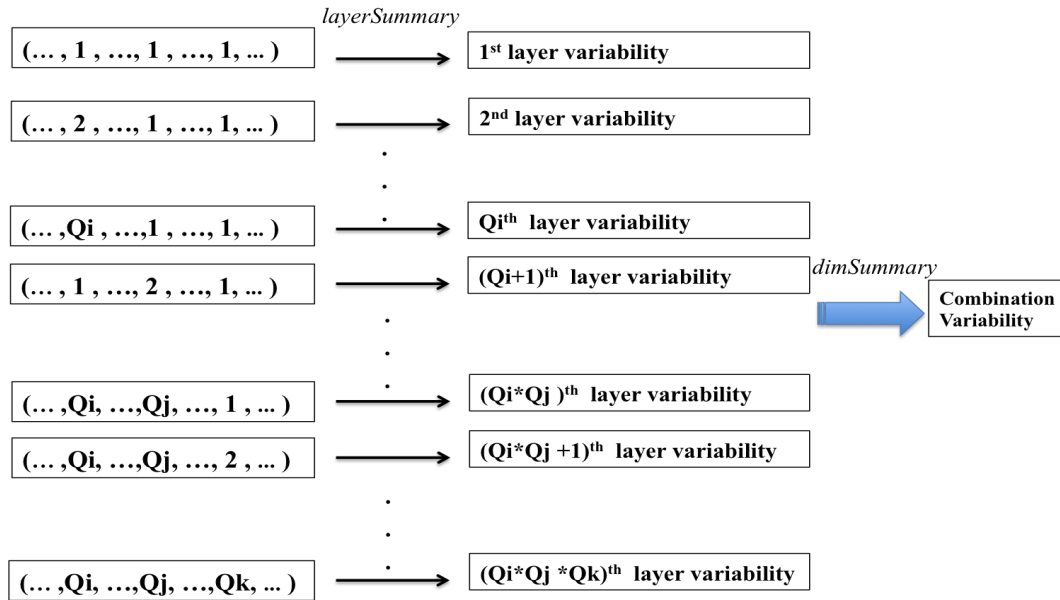 layerSummary
(... , 1 , ..., 1 , ..., 1, ... )
1st layer variability
(... , 2 , ..., 1 , ..., 1, ... )
2nd layer variability
(... ,Qi , ...,1 , ..., 1, ... )
Qith layer variability
(... , 1 , ..., 2 , ..., 1, ... )
(Qi+1)th layer variability
dimSummary
Combination
Variability
(... ,Qi, ...,Qj, ..., 1 , ... )
(Qi*Qj )th layer variability
(... ,Qi, ...,Qj, ..., 2 , ... )
(Qi*Qj +1)th layer variability
(... ,Qi, ...,Qj, ...,Qk, ... )
(Qi*Qj *Qk)th layer variability